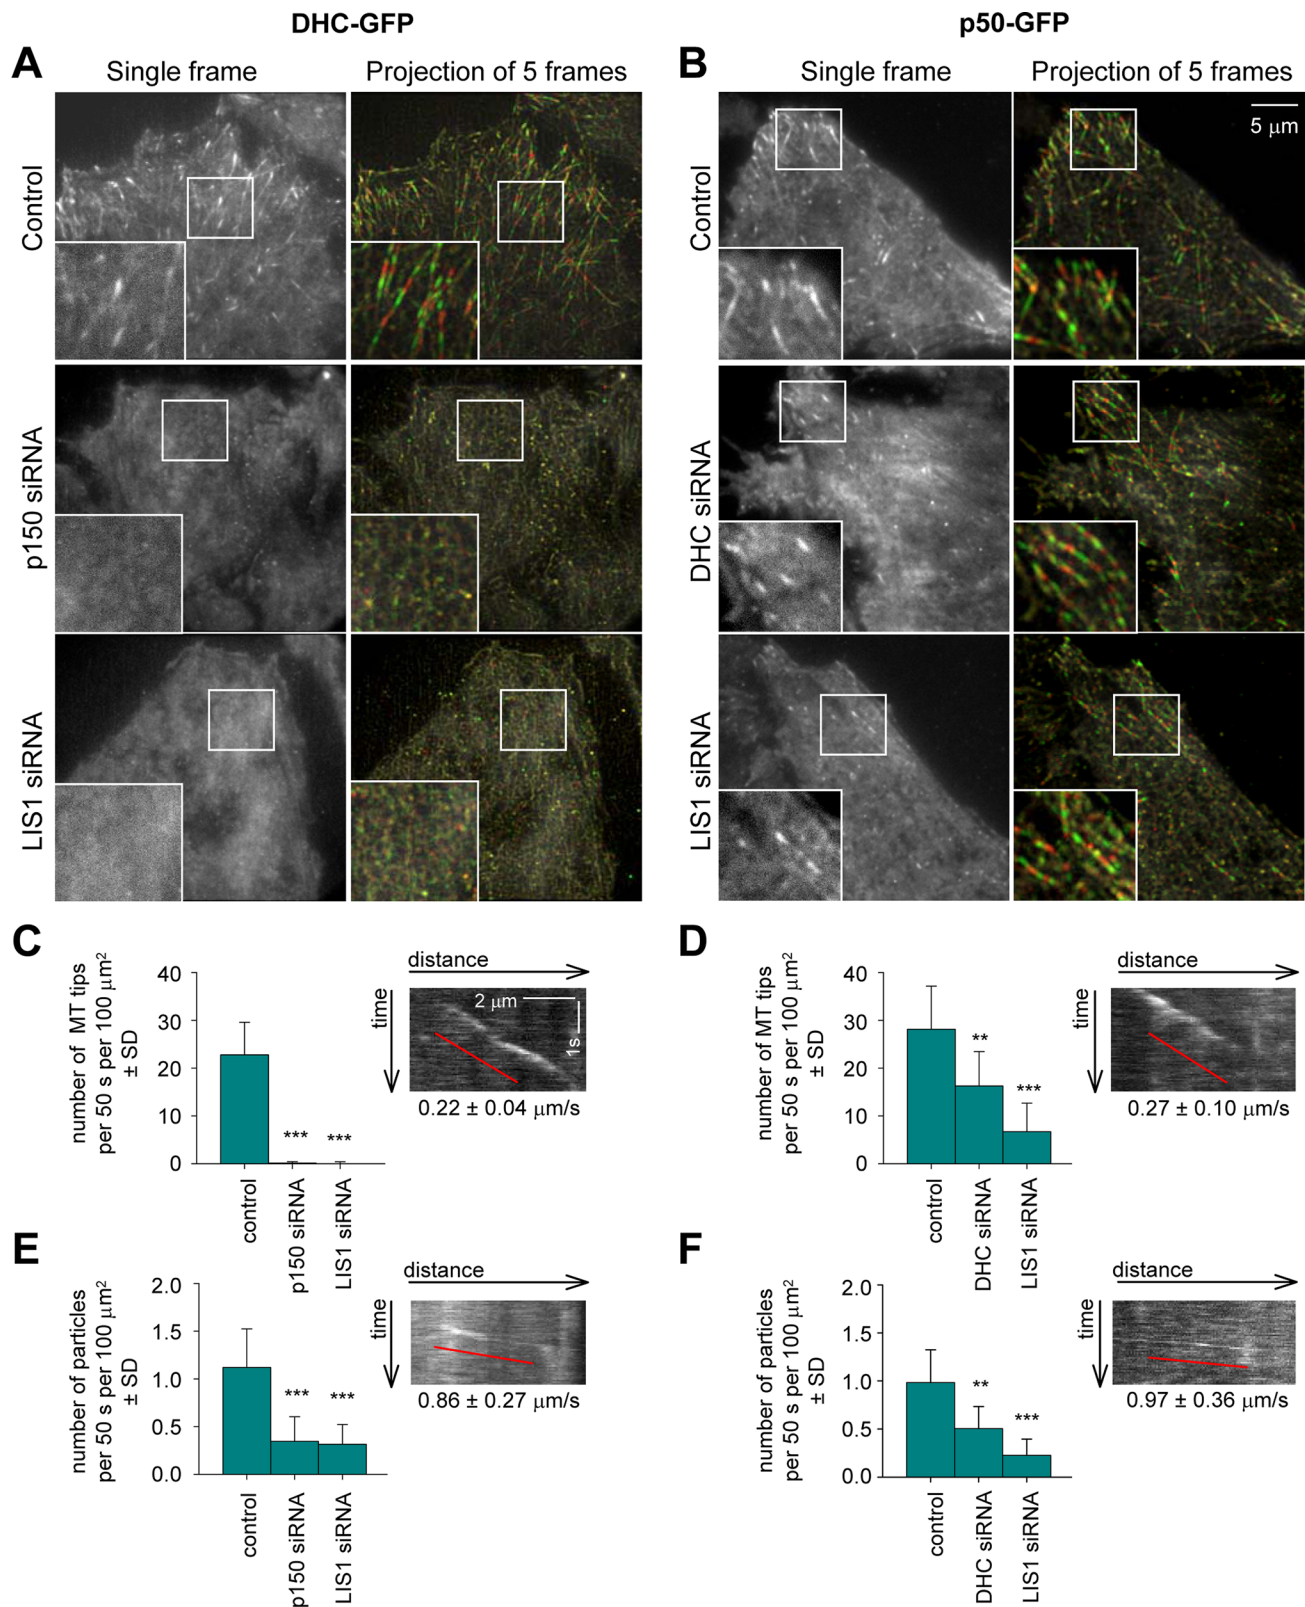 DHC-GFP
p50-GFP
A
Single frame
Projection of 5 frames
B
Single frame
Projection of 5 frames
Control
Control
5 μm
p150 siRNA
DHC siRNA
LIS1 siRNA
LIS1 siRNA
C
number of MT tips
per 50 s per 100 μm²
± SD
40
30
20
10
0
***
***
control
p150 siRNA
LIS1 siRNA
distance
time
2 μm
1s
0.22 ± 0.04 μm/s
D
number of MT tips
per 50 s per 100 μm²
± SD
40
30
20
10
0
**
***
control
DHC siRNA
LIS1 siRNA
distance
time
0.27 ± 0.10 μm/s
E
number of particles
per 50 s per 100 μm²
± SD
2.0
1.5
1.0
0.5
0.0
***
***
control
p150 siRNA
LIS1 siRNA
distance
time
0.86 ± 0.27 μm/s
F
number of particles
per 50 s per 100 μm²
± SD
2.0
1.5
1.0
0.5
0.0
**
***
control
DHC siRNA
LIS1 siRNA
distance
time
0.97 ± 0.36 μm/s